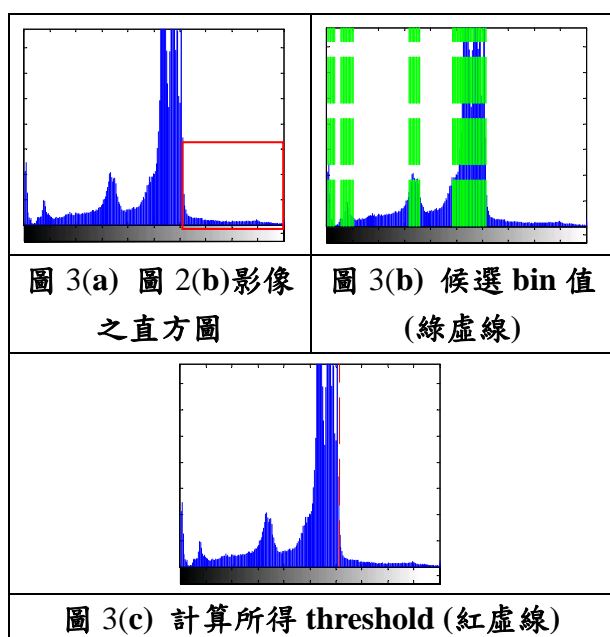 圖 3(a) 圖 2(b)影像
之直方圖
圖 3(b) 候選 bin 值
(綠虛線)
圖 3(c) 計算所得 threshold (紅虛線)